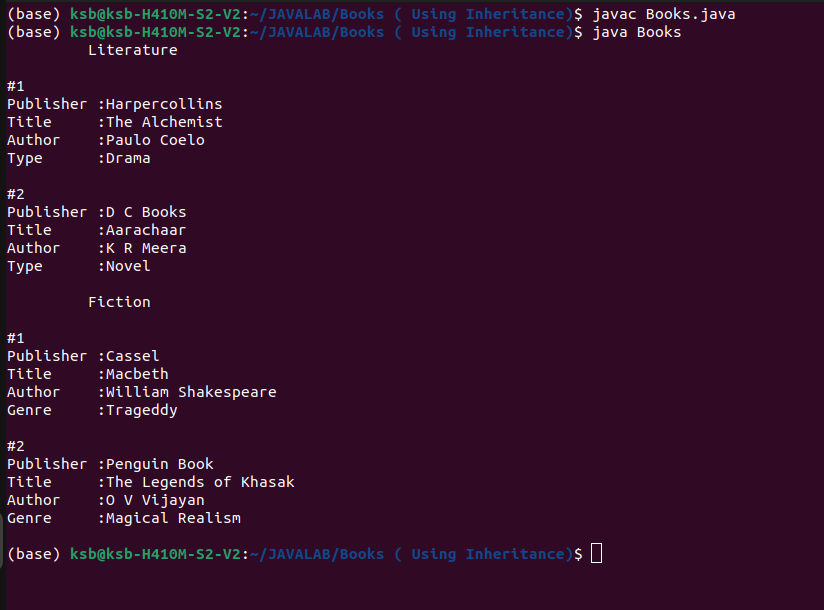 (base) ksb@ksb-H410M-S2-V2:~/JAVALAB/Books ( Using Inheritance)$ javac Books.java
(base) ksb@ksb-H410M-S2-V2:~/JAVALAB/Books ( Using Inheritance)$ java Books
Literature
#1
Publisher :Harpercollins
Title     :The Alchemist
Author    :Paulo Coelo
Type      :Drama
#2
Publisher :D C Books
Title     :Aarachaar
Author    :K R Meera
Type      :Novel
Fiction
#1
Publisher :Cassel
Title     :Macbeth
Author    :William Shakespeare
Genre     :Trageddy
#2
Publisher :Penguin Book
Title     :The Legends of Khasak
Author    :O V Vijayan
Genre     :Magical Realism
(base) ksb@ksb-H410M-S2-V2:~/JAVALAB/Books ( Using Inheritance)$